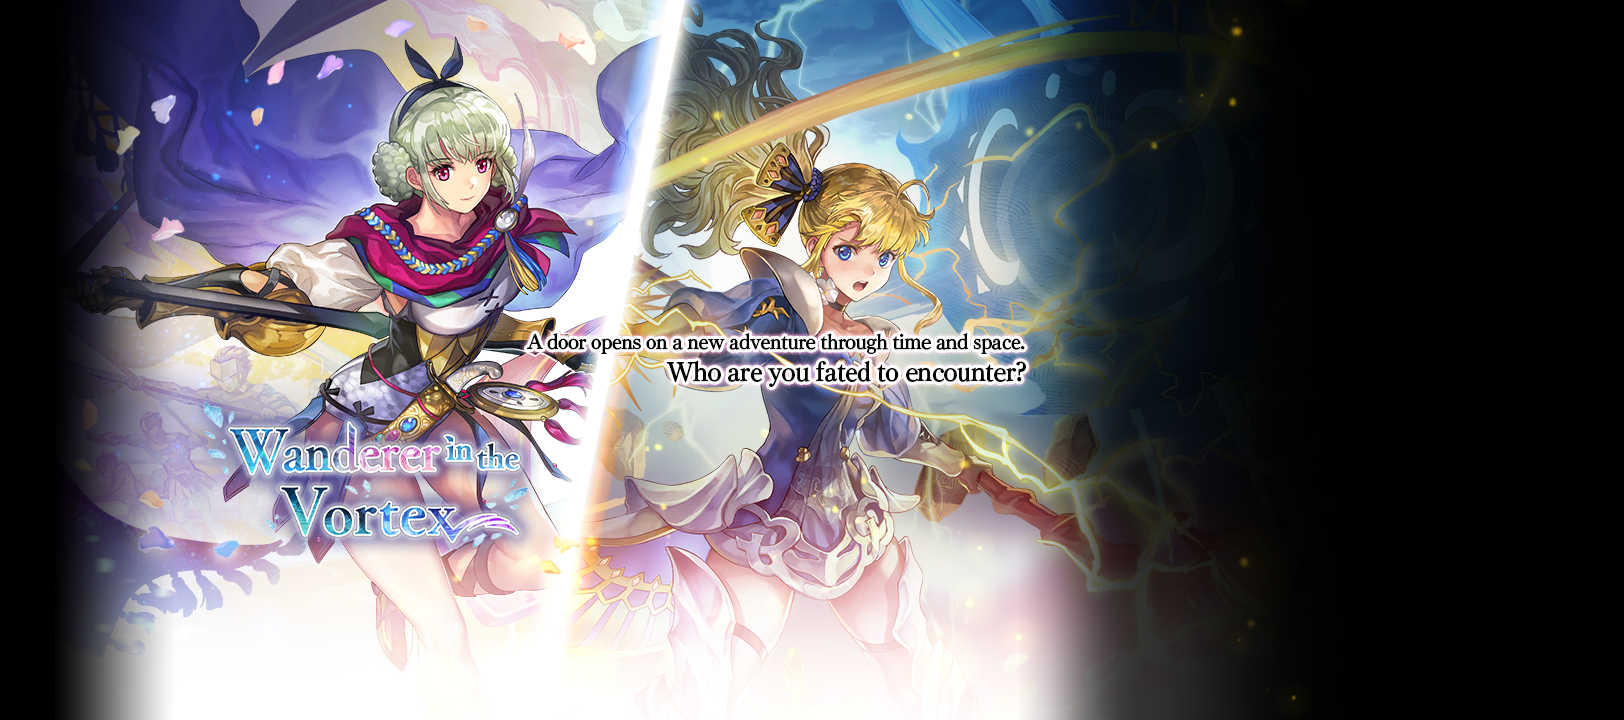 Wanderer in the
Vortex
A door opens on a new adventure through time and space.
Who are you fated to encounter?